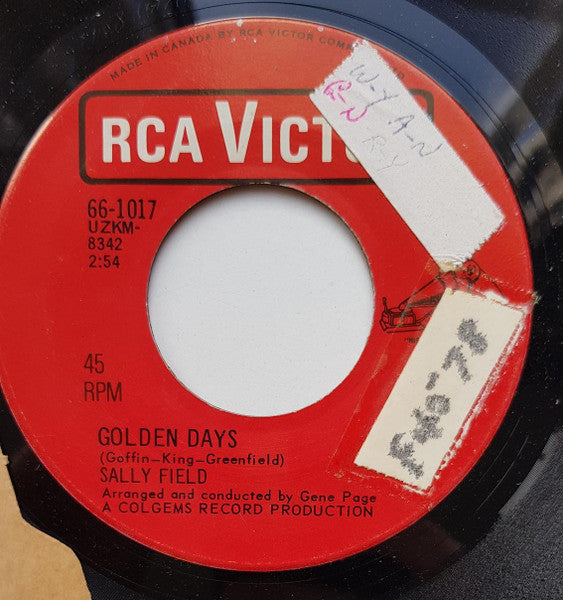 MADE IN CANADA BY RCA VICTOR
RCA VICTO
66-1017
UZKM-
8342
2:54
45
RPM
GOLDEN DAYS
(Goffin—King—Greenfield)
SALLY FIELD
Arranged and conducted by Gene Page
A COLGEMS RECORD PRODUCTION
W-Y A-N